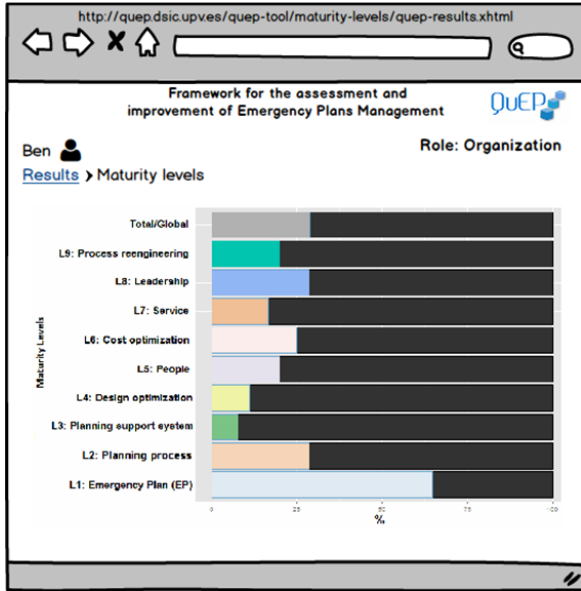 http://quep.dsic.upv.es/quep-tool/maturity-levels/quep-results.xhtml
Framework for the assessment and
improvement of Emergency Plans Management
QuEP
Ben
Role: Organization
Results > Maturity levels
Maturity Levels
Total/Global
L9: Process reengineering
L8: Leadership
L7: Service
L6: Cost optimization
L5: People
L4: Design optimization
L3: Planning support system
L2: Planning process
L1: Emergency Plan (EP)
0 25 50 75 100
%